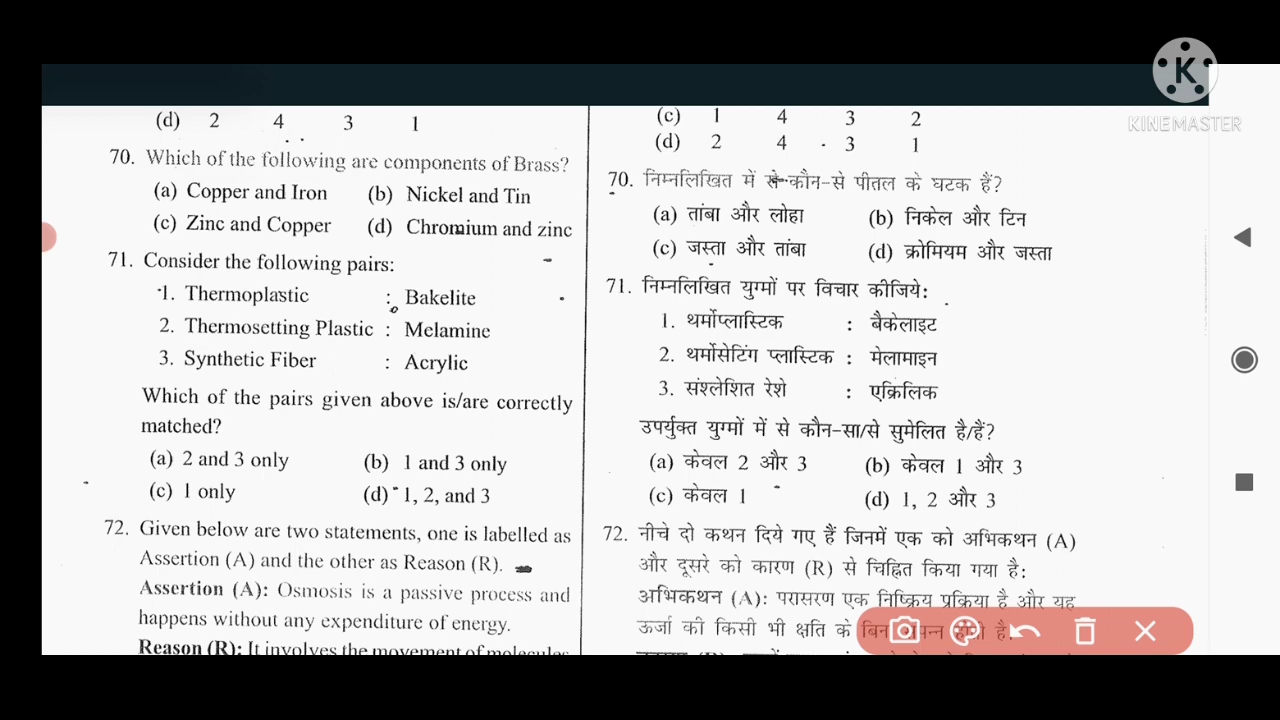 K
KINEMASTER
(d) 2 4 3 1
70. Which of the following are components of Brass?
(a) Copper and Iron (b) Nickel and Tin
(c) Zinc and Copper (d) Chromium and zinc
71. Consider the following pairs:
1. Thermoplastic : Bakelite
2. Thermosetting Plastic : Melamine
3. Synthetic Fiber : Acrylic
Which of the pairs given above is/are correctly
matched?
(a) 2 and 3 only (b) 1 and 3 only
(c) 1 only (d) 1, 2, and 3
72. Given below are two statements, one is labelled as
Assertion (A) and the other as Reason (R).
Assertion (A): Osmosis is a passive process and
happens without any expenditure of energy.
Reason (R): It involves the movement of molecules
(c) 1 4 3 2
(d) 2 4 3 1
70. निम्नलिखित में से कौन-से पीतल के घटक हैं?
(a) तांबा और लोहा (b) निकेल और टिन
(c) जस्ता और तांबा (d) क्रोमियम और जस्ता
71. निम्नलिखित युग्मों पर विचार कीजिये:
1. थर्मोप्लास्टिक : बैकेलाइट
2. थर्मोसेटिंग प्लास्टिक : मेलामाइन
3. संश्लेशित रेशे : एक्रिलिक
उपर्युक्त युग्मों में से कौन-सा/से सुमेलित है/हैं?
(a) केवल 2 और 3 (b) केवल 1 और 3
(c) केवल 1 (d) 1, 2 और 3
72. नीचे दो कथन दिये गए हैं जिनमें एक को अभिकथन (A)
और दूसरे को कारण (R) से चिह्नित किया गया है:
अभिकथन (A): परासरण एक निष्क्रिय प्रक्रिया है और यह
ऊर्जा की किसी भी क्षति के